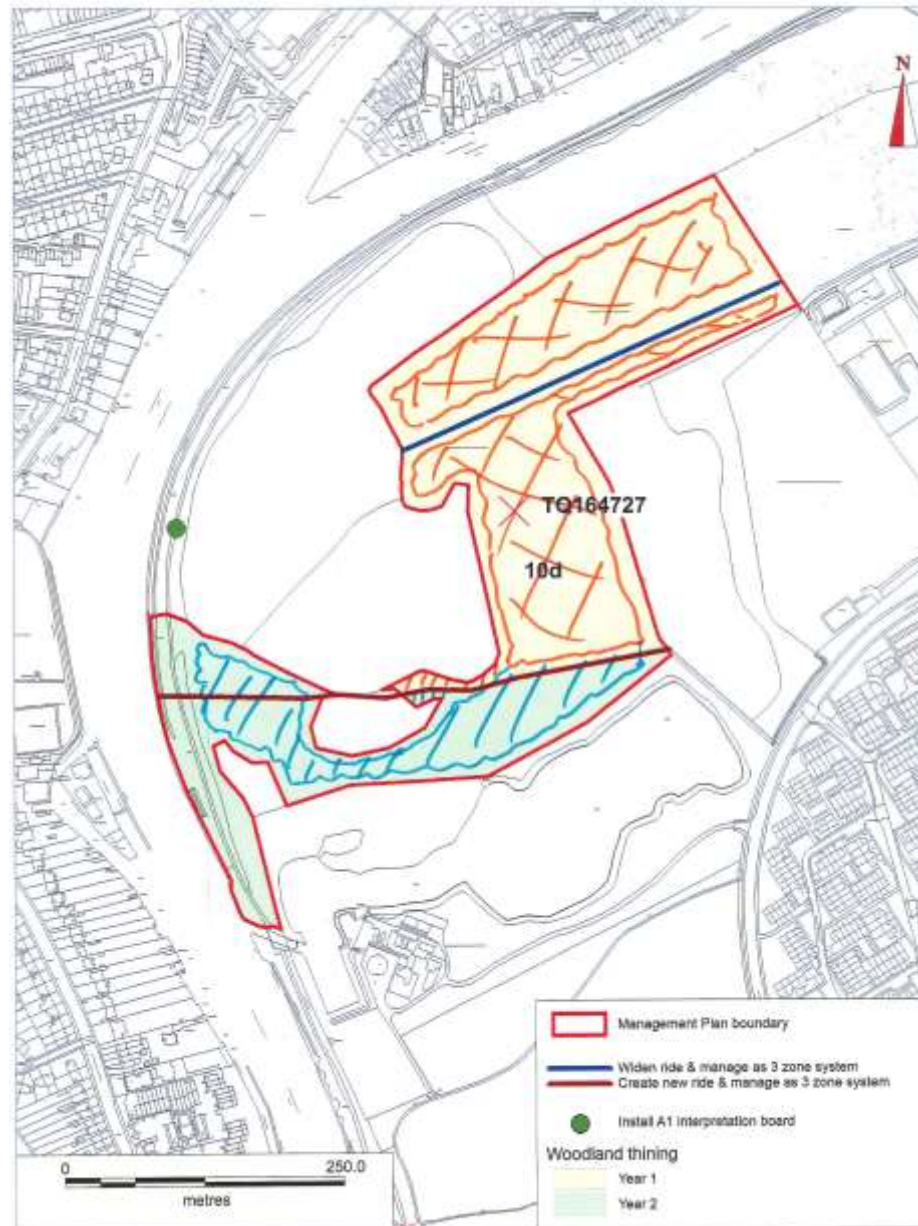 N
TQ164727
10d
Management Plan boundary
Widen ride & manage as 3 zone system
Create new ride & manage as 3 zone system
Install A1 interpretation board
Woodland thining
Year 1
Year 2
0 250.0
metres